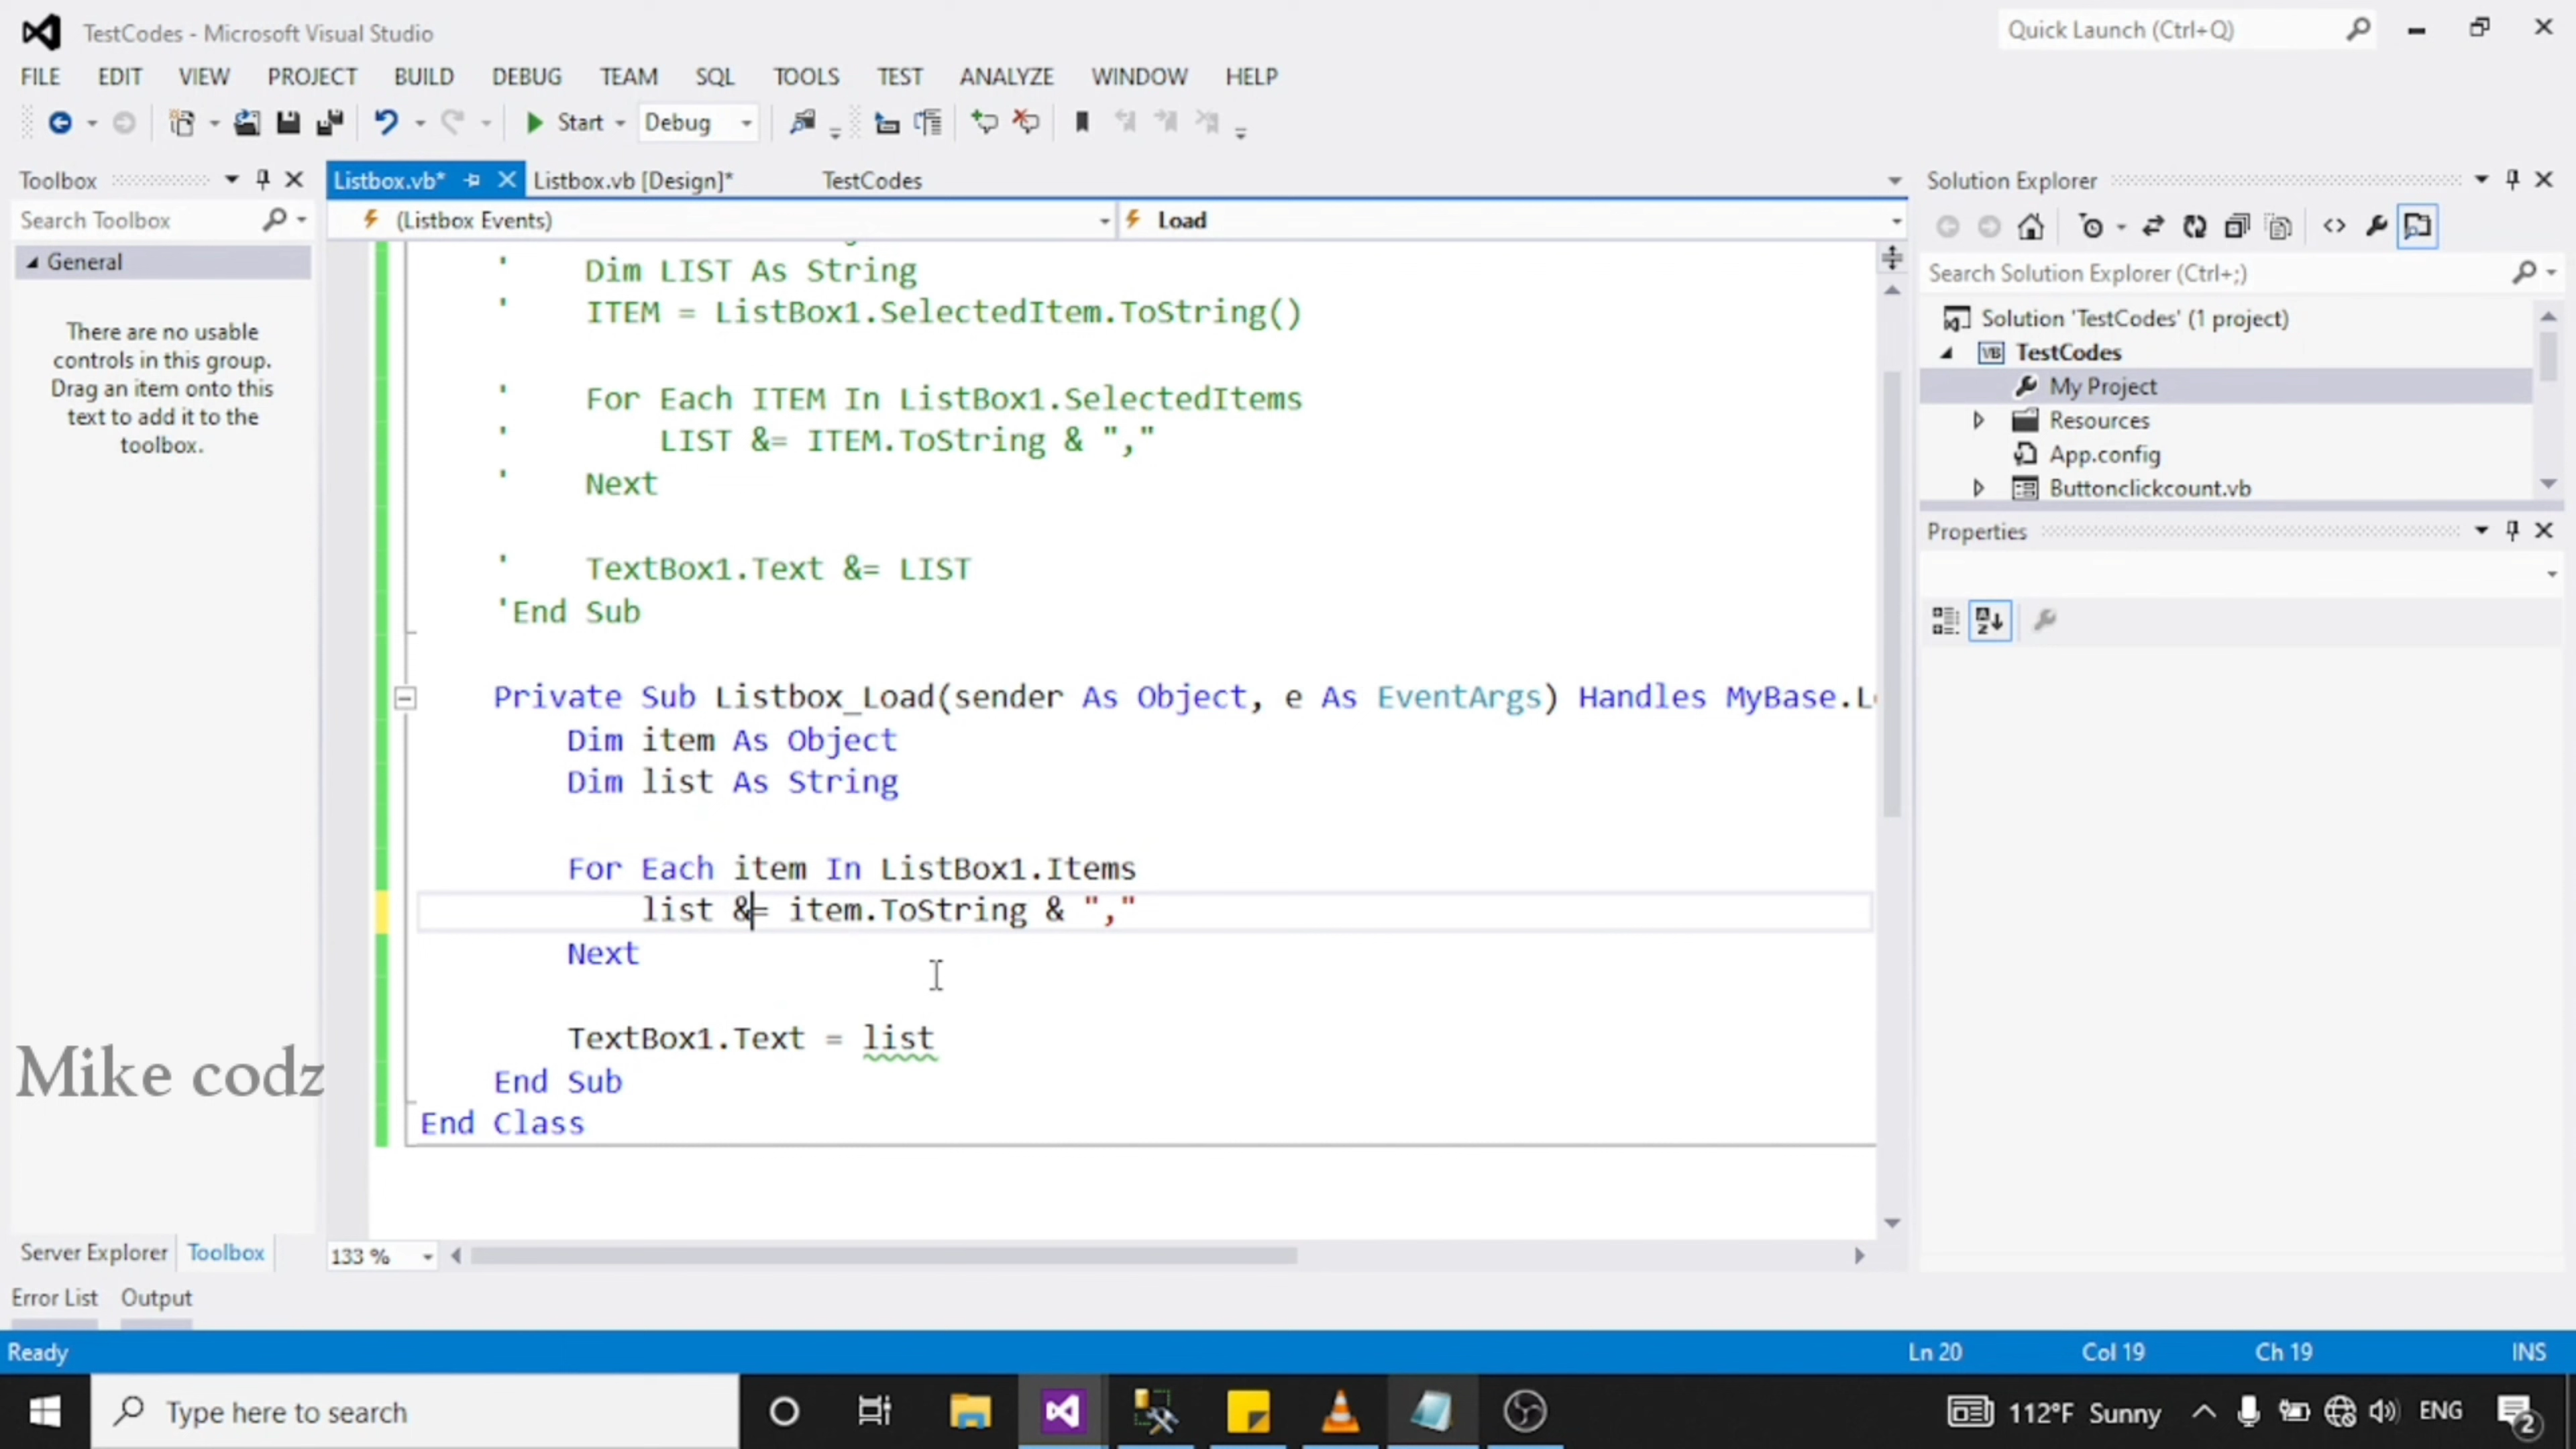 TestCodes - Microsoft Visual Studio
Quick Launch (Ctrl+Q)
FILE EDIT VIEW PROJECT BUILD DEBUG TEAM SQL TOOLS TEST ANALYZE WINDOW HELP
Start Debug
Toolbox
Listbox.vb* Listbox.vb [Design]* TestCodes
Solution Explorer
Search Toolbox
(Listbox Events)
Load
General
There are no usable
controls in this group.
Drag an item onto this
text to add it to the
toolbox.
' Dim LIST As String
' ITEM = ListBox1.SelectedItem.ToString()
' For Each ITEM In ListBox1.SelectedItems
' LIST &= ITEM.ToString & ","
' Next
' TextBox1.Text &= LIST
'End Sub
Private Sub Listbox_Load(sender As Object, e As EventArgs) Handles MyBase.
Dim item As Object
Dim list As String
For Each item In ListBox1.Items
list &= item.ToString & ","
Next
TextBox1.Text = list
End Sub
End Class
Search Solution Explorer (Ctrl+;)
Solution 'TestCodes' (1 project)
VB TestCodes
My Project
Resources
App.config
Buttonclickcount.vb
Properties
Mike codz
Server Explorer Toolbox
133 %
Error List Output
Ready
Ln 20 Col 19 Ch 19 INS
Type here to search
112°F Sunny
ENG
2